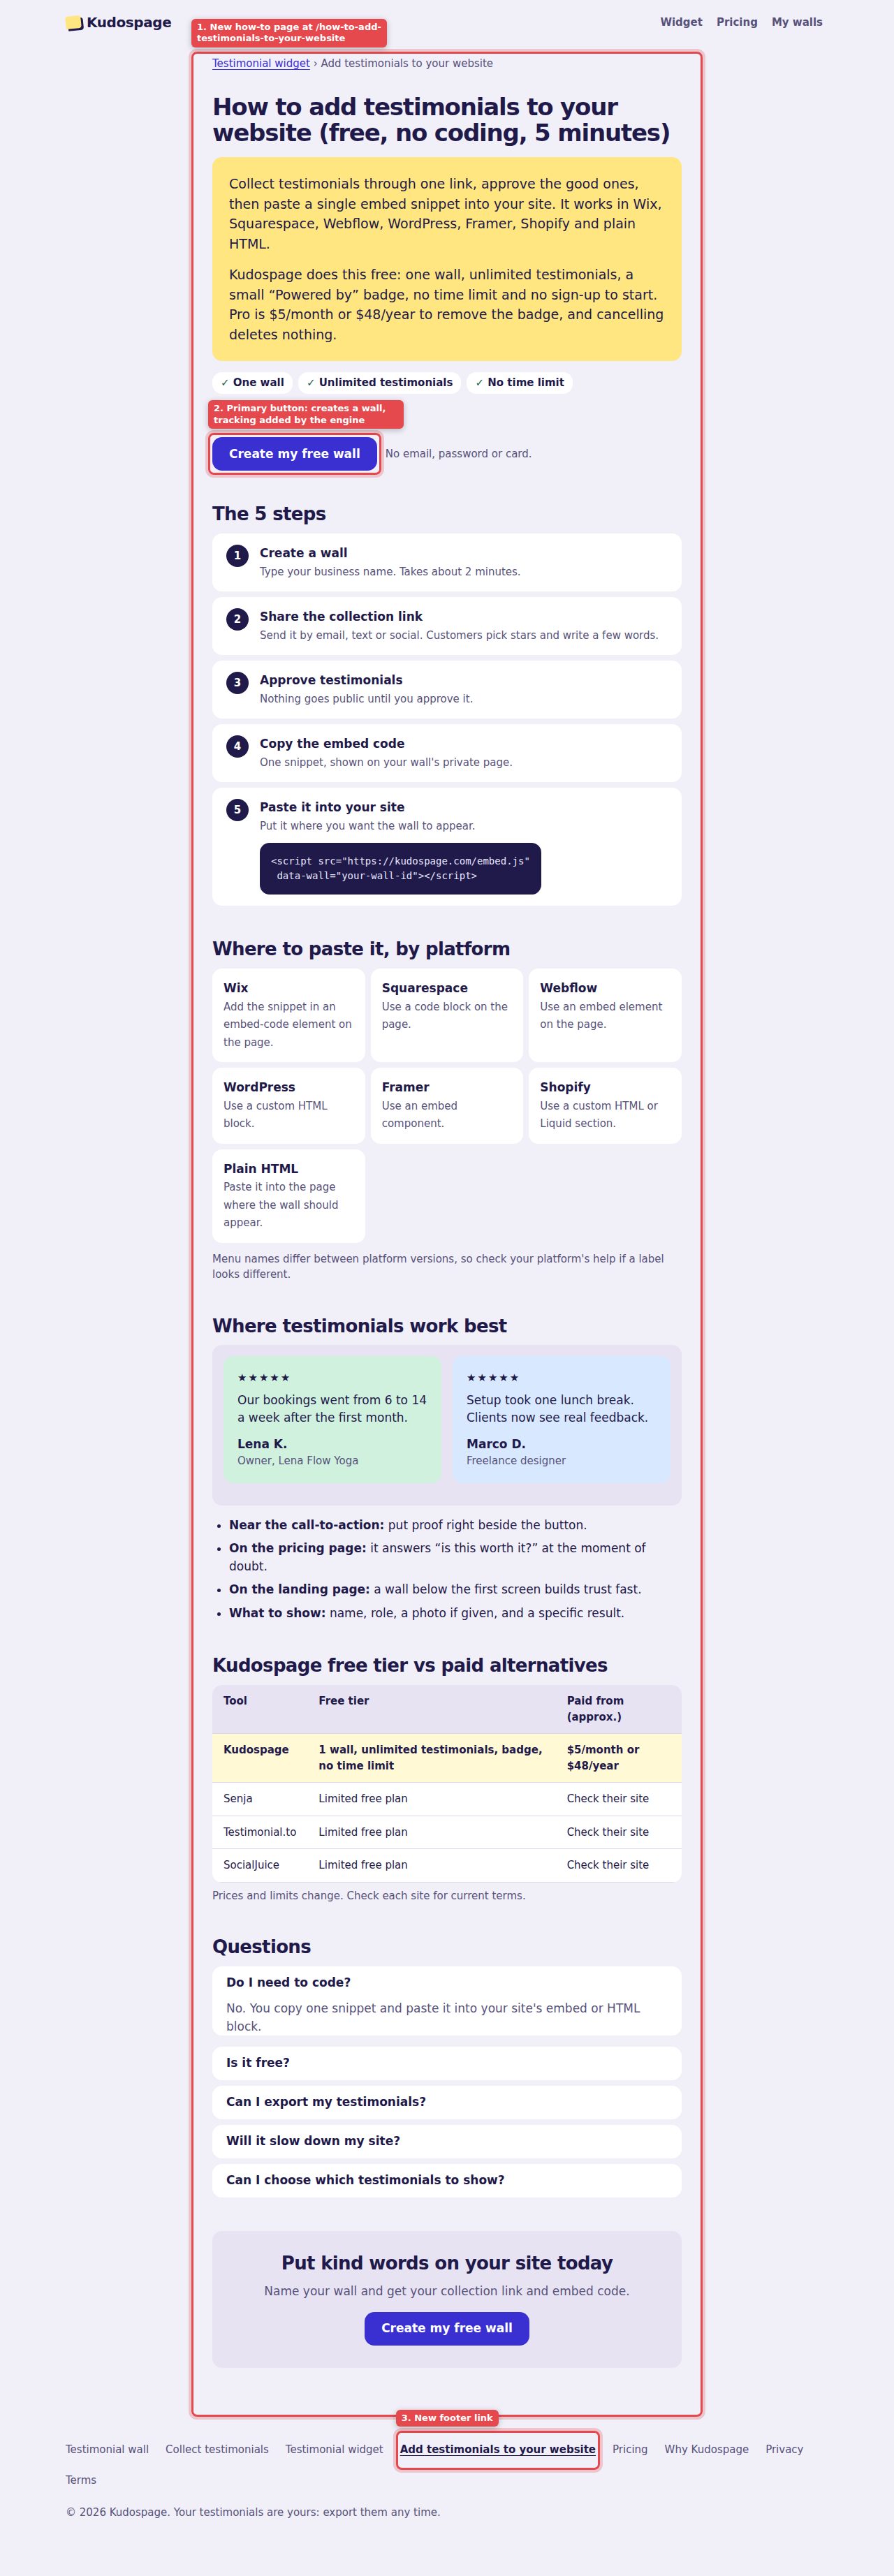 Kudospage
Widget Pricing My walls
1. New how-to page at /how-to-add-
testimonials-to-your-website
Testimonial widget › Add testimonials to your website
How to add testimonials to your
website (free, no coding, 5 minutes)
Collect testimonials through one link, approve the good ones,
then paste a single embed snippet into your site. It works in Wix,
Squarespace, Webflow, WordPress, Framer, Shopify and plain
HTML.
Kudospage does this free: one wall, unlimited testimonials, a
small “Powered by” badge, no time limit and no sign-up to start.
Pro is $5/month or $48/year to remove the badge, and cancelling
deletes nothing.
✓ One wall ✓ Unlimited testimonials ✓ No time limit
2. Primary button: creates a wall,
tracking added by the engine
Create my free wall No email, password or card.
The 5 steps
1 Create a wall
Type your business name. Takes about 2 minutes.
2 Share the collection link
Send it by email, text or social. Customers pick stars and write a few words.
3 Approve testimonials
Nothing goes public until you approve it.
4 Copy the embed code
One snippet, shown on your wall's private page.
5 Paste it into your site
Put it where you want the wall to appear.
<script src="https://kudospage.com/embed.js"
data-wall="your-wall-id"></script>
Where to paste it, by platform
Wix
Add the snippet in an
embed-code element on
the page.
Squarespace
Use a code block on the
page.
Webflow
Use an embed element
on the page.
WordPress
Use a custom HTML
block.
Framer
Use an embed
component.
Shopify
Use a custom HTML or
Liquid section.
Plain HTML
Paste it into the page
where the wall should
appear.
Menu names differ between platform versions, so check your platform's help if a label
looks different.
Where testimonials work best
★★★★★
Our bookings went from 6 to 14
a week after the first month.
Lena K.
Owner, Lena Flow Yoga
★★★★★
Setup took one lunch break.
Clients now see real feedback.
Marco D.
Freelance designer
• Near the call-to-action: put proof right beside the button.
• On the pricing page: it answers “is this worth it?” at the moment of
doubt.
• On the landing page: a wall below the first screen builds trust fast.
• What to show: name, role, a photo if given, and a specific result.
Kudospage free tier vs paid alternatives
Tool Free tier Paid from
(approx.)
Kudospage 1 wall, unlimited testimonials, badge,
no time limit
$5/month or
$48/year
Senja Limited free plan Check their site
Testimonial.to Limited free plan Check their site
SocialJuice Limited free plan Check their site
Prices and limits change. Check each site for current terms.
Questions
Do I need to code?
No. You copy one snippet and paste it into your site's embed or HTML
block.
Is it free?
Can I export my testimonials?
Will it slow down my site?
Can I choose which testimonials to show?
Put kind words on your site today
Name your wall and get your collection link and embed code.
Create my free wall
3. New footer link
Testimonial wall Collect testimonials Testimonial widget Add testimonials to your website Pricing Why Kudospage Privacy
Terms
© 2026 Kudospage. Your testimonials are yours: export them any time.